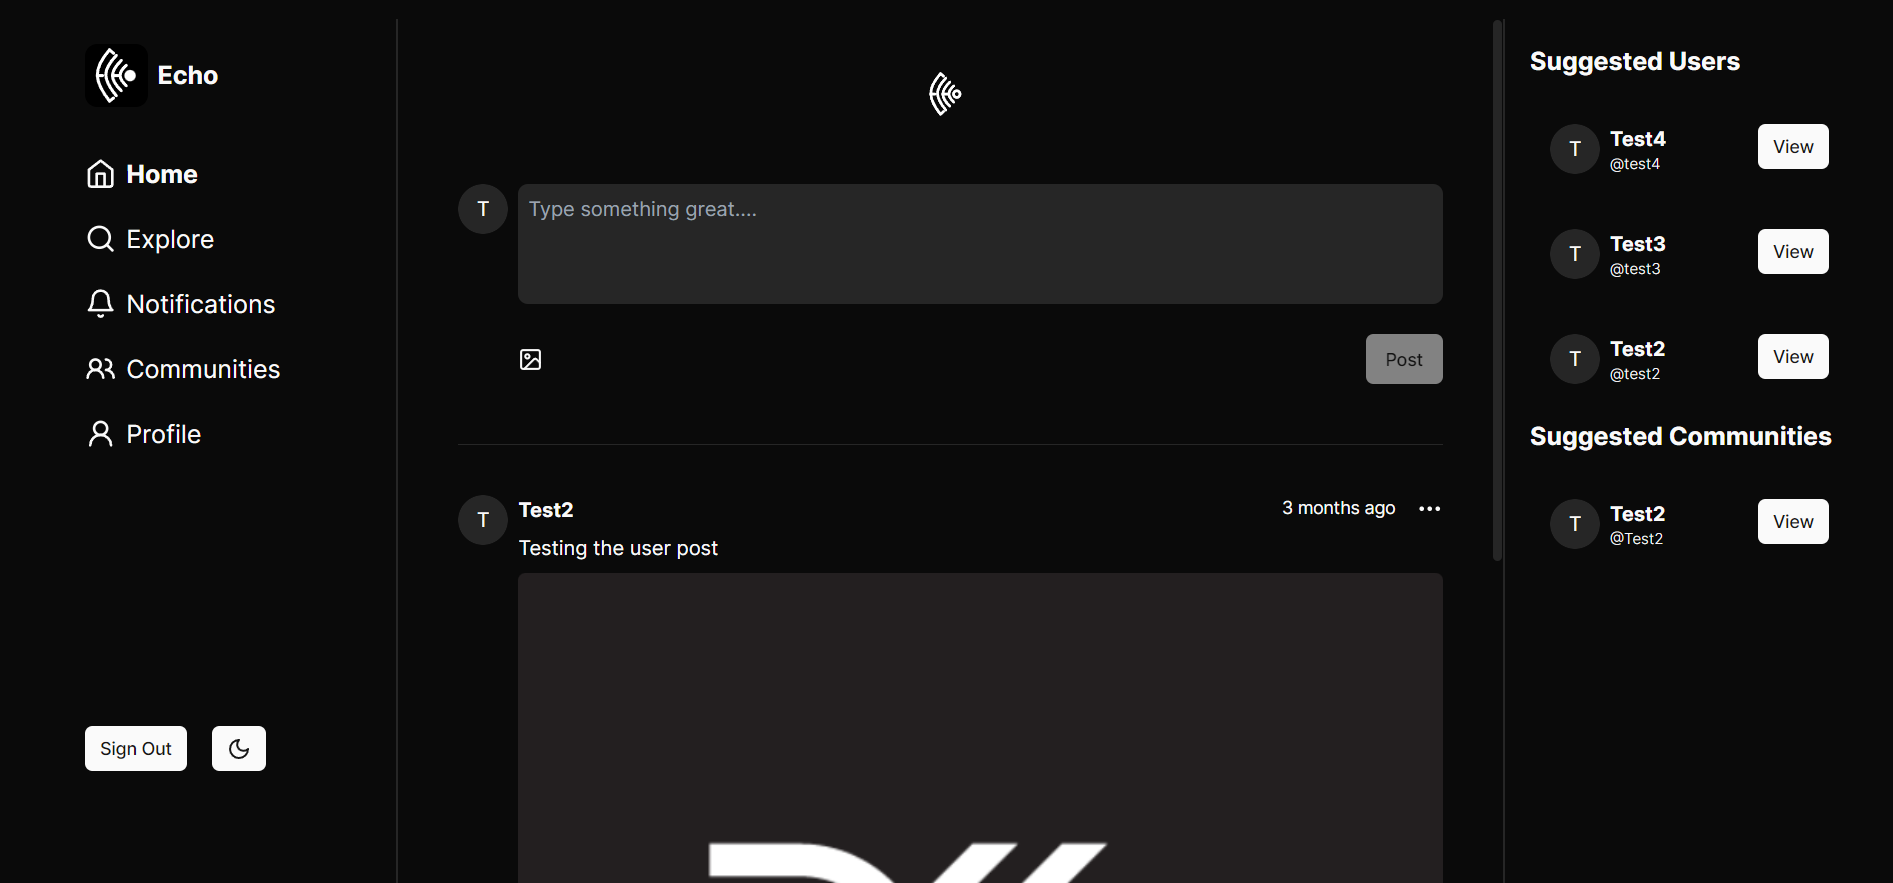 Echo
Home
Explore
Notifications
Communities
Profile
Sign Out
T
Type something great....
Post
T
Test2
3 months ago
Testing the user post
Suggested Users
T
Test4
@test4
View
T
Test3
@test3
View
T
Test2
@test2
View
Suggested Communities
T
Test2
@Test2
View